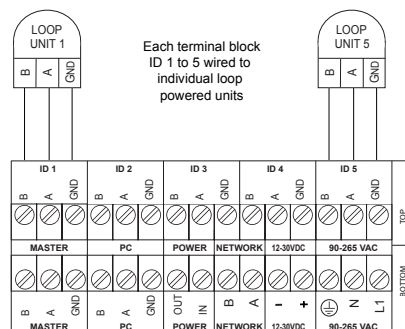 LOOP
UNIT 1
B A GND
Each terminal block
ID 1 to 5 wired to
individual loop
powered units
LOOP
UNIT 5
B A GND
ID 1 ID 2 ID 3 ID 4 ID 5
B A GND B A GND B A GND B A GND B A GND
TOP
MASTER PC POWER NETWORK 12-30VDC 90-265 VAC
BOTTOM
B A GND B A GND OUT IN B A - + N L1
MASTER PC POWER NETWORK 12-30VDC 90-265 VAC